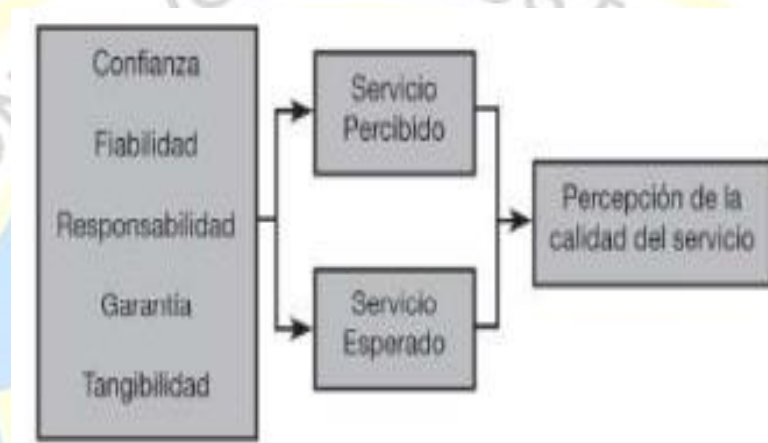 Confianza
Fiabilidad
Responsabilidad
Garantía
Tangibilidad
Servicio
Percibido
Servicio
Esperado
Percepción de la
calidad del servicio